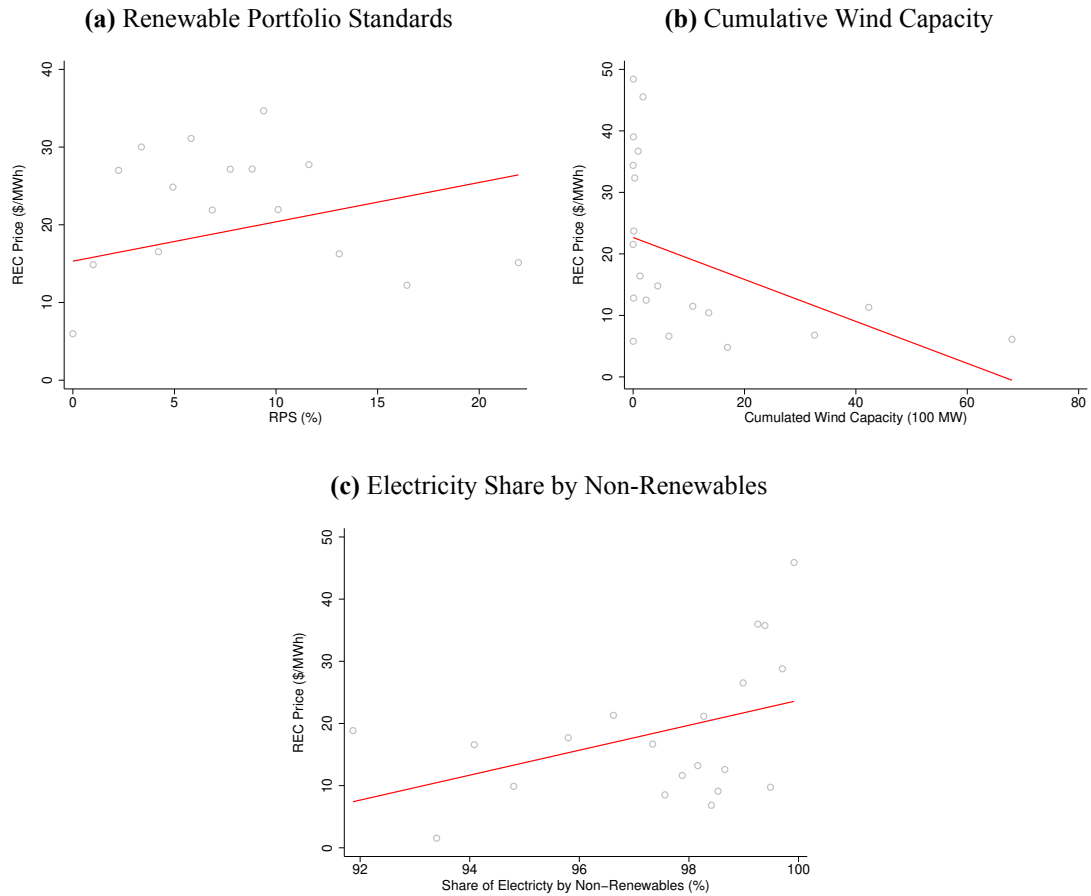 (a) Renewable Portfolio Standards
REC Price ($/MWh)
40
30
20
10
0
0 5 10 15 20
RPS (%)
(b) Cumulative Wind Capacity
REC Price ($/MWh)
50
40
30
20
10
0
0 20 40 60 80
Cumulated Wind Capacity (100 MW)
(c) Electricity Share by Non-Renewables
REC Price ($/MWh)
50
40
30
20
10
0
92 94 96 98 100
Share of Electricity by Non−Renewables (%)